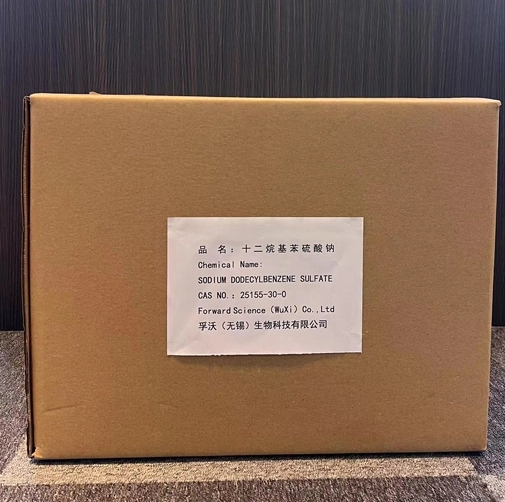 品 名：十二烷基苯硫酸钠
Chemical Name:
SODIUM DODECYLBENZENE SULFATE
CAS NO.：25155-30-0
Forward Science（WuXi）Co.,Ltd
孚沃（无锡）生物科技有限公司